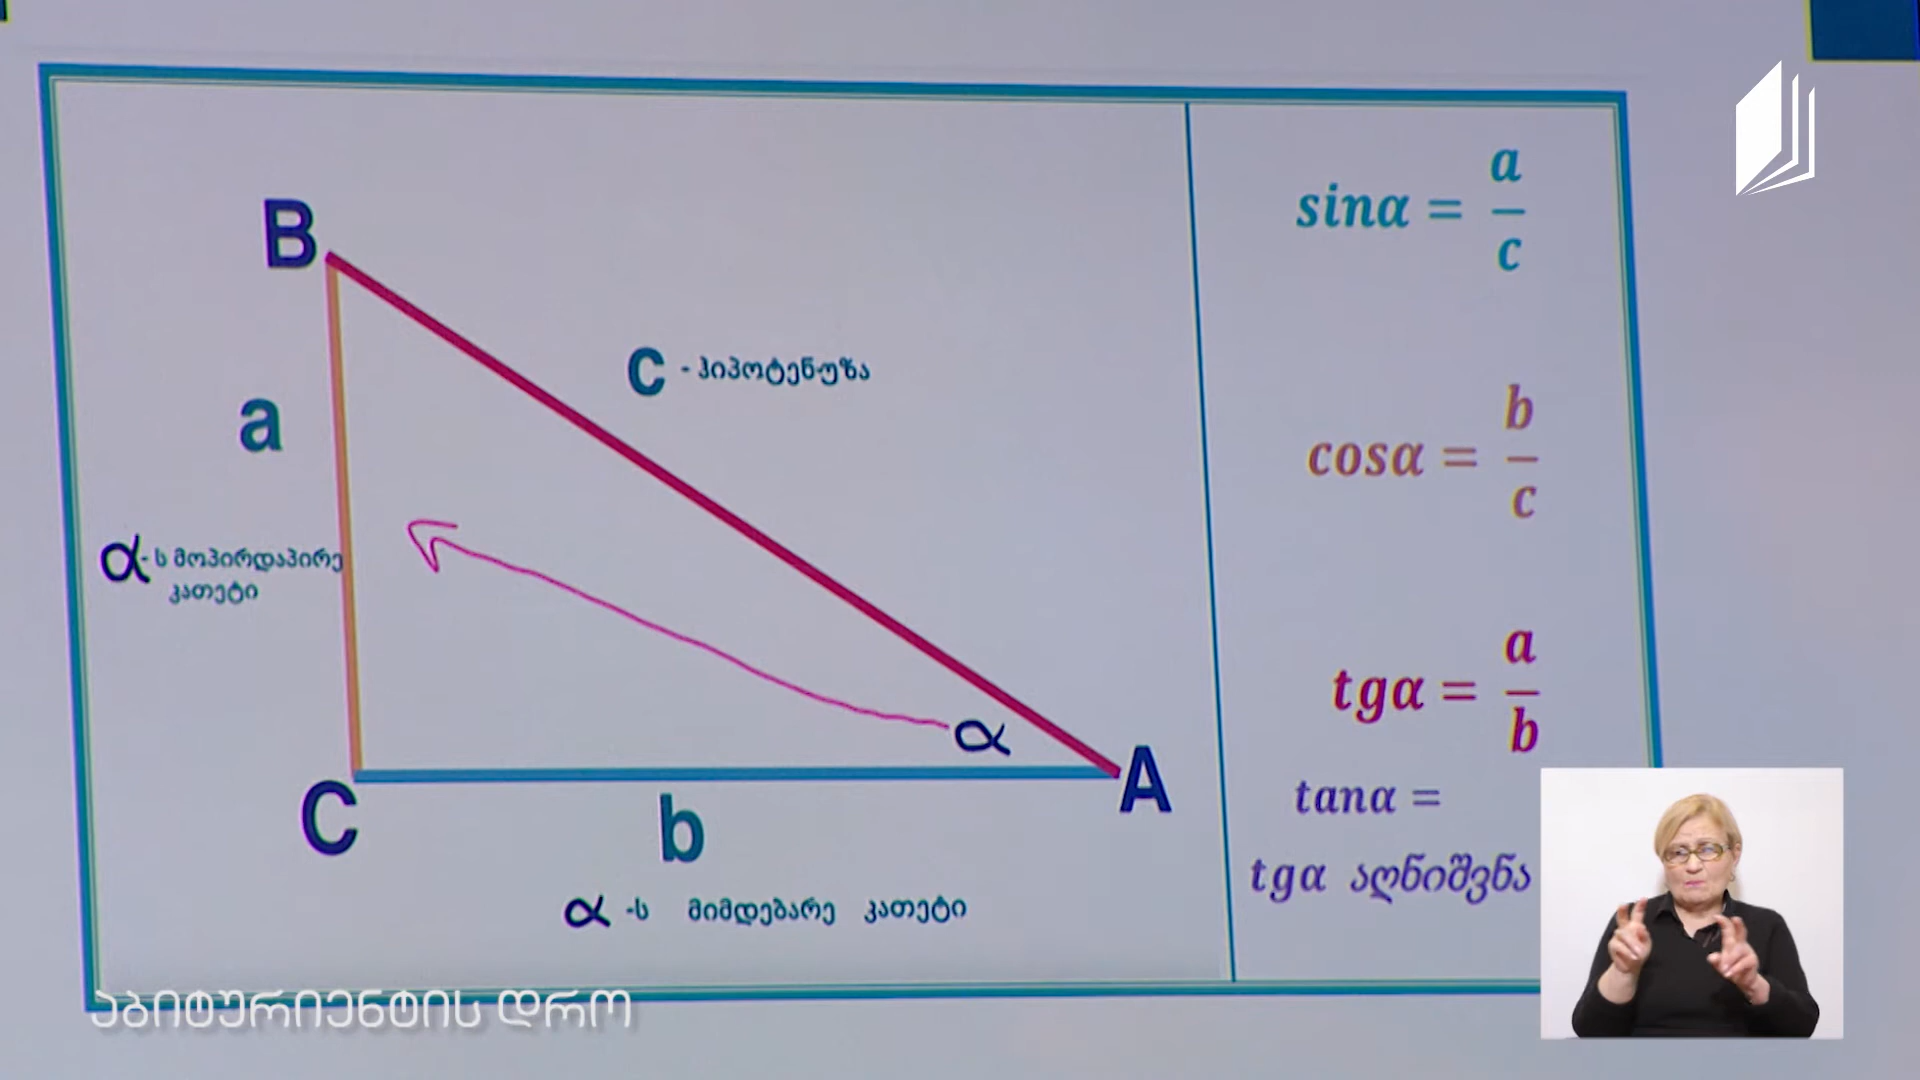 B
C - ჰიპოტენუზა
a
α- ს მოპირდაპირე
კათეტი
α
A
C
b
α -ს მიმდებარე კათეტი
sinα = a/c
cosα = b/c
tgα = a/b
tanα =
tgα აღნიშვნა
აბიტურიენტის დრო